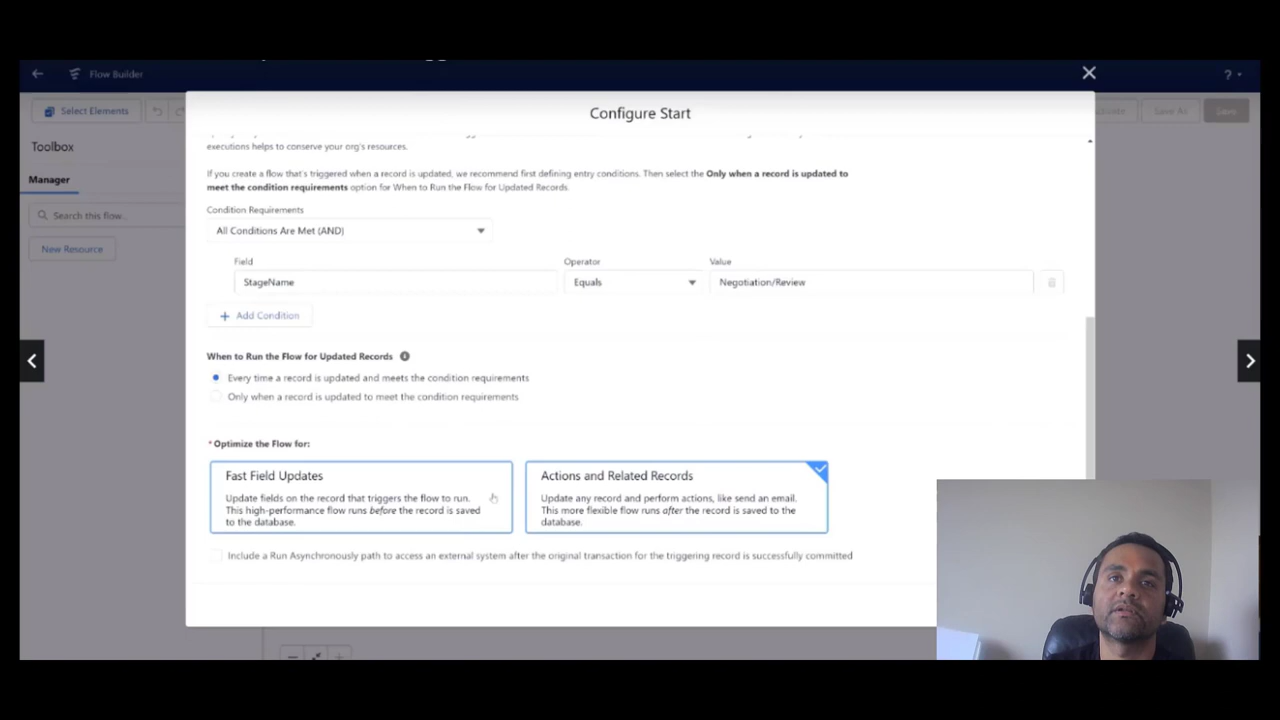 Flow Builder
?
Select Elements
Save As
Toolbox
Manager
Search this flow...
New Resource
Configure Start
executions helps to conserve your org's resources.
If you create a flow that's triggered when a record is updated, we recommend first defining entry conditions. Then select the Only when a record is updated to
meet the condition requirements option for When to Run the Flow for Updated Records.
Condition Requirements
All Conditions Are Met (AND)
Field Operator Value
StageName Equals Negotiation/Review
+ Add Condition
When to Run the Flow for Updated Records
Every time a record is updated and meets the condition requirements
Only when a record is updated to meet the condition requirements
*Optimize the Flow for:
Fast Field Updates
Update fields on the record that triggers the flow to run.
This high-performance flow runs before the record is saved
to the database.
Actions and Related Records
Update any record and perform actions, like send an email.
This more flexible flow runs after the record is saved to the
database.
Include a Run Asynchronously path to access an external system after the original transaction for the triggering record is successfully committed